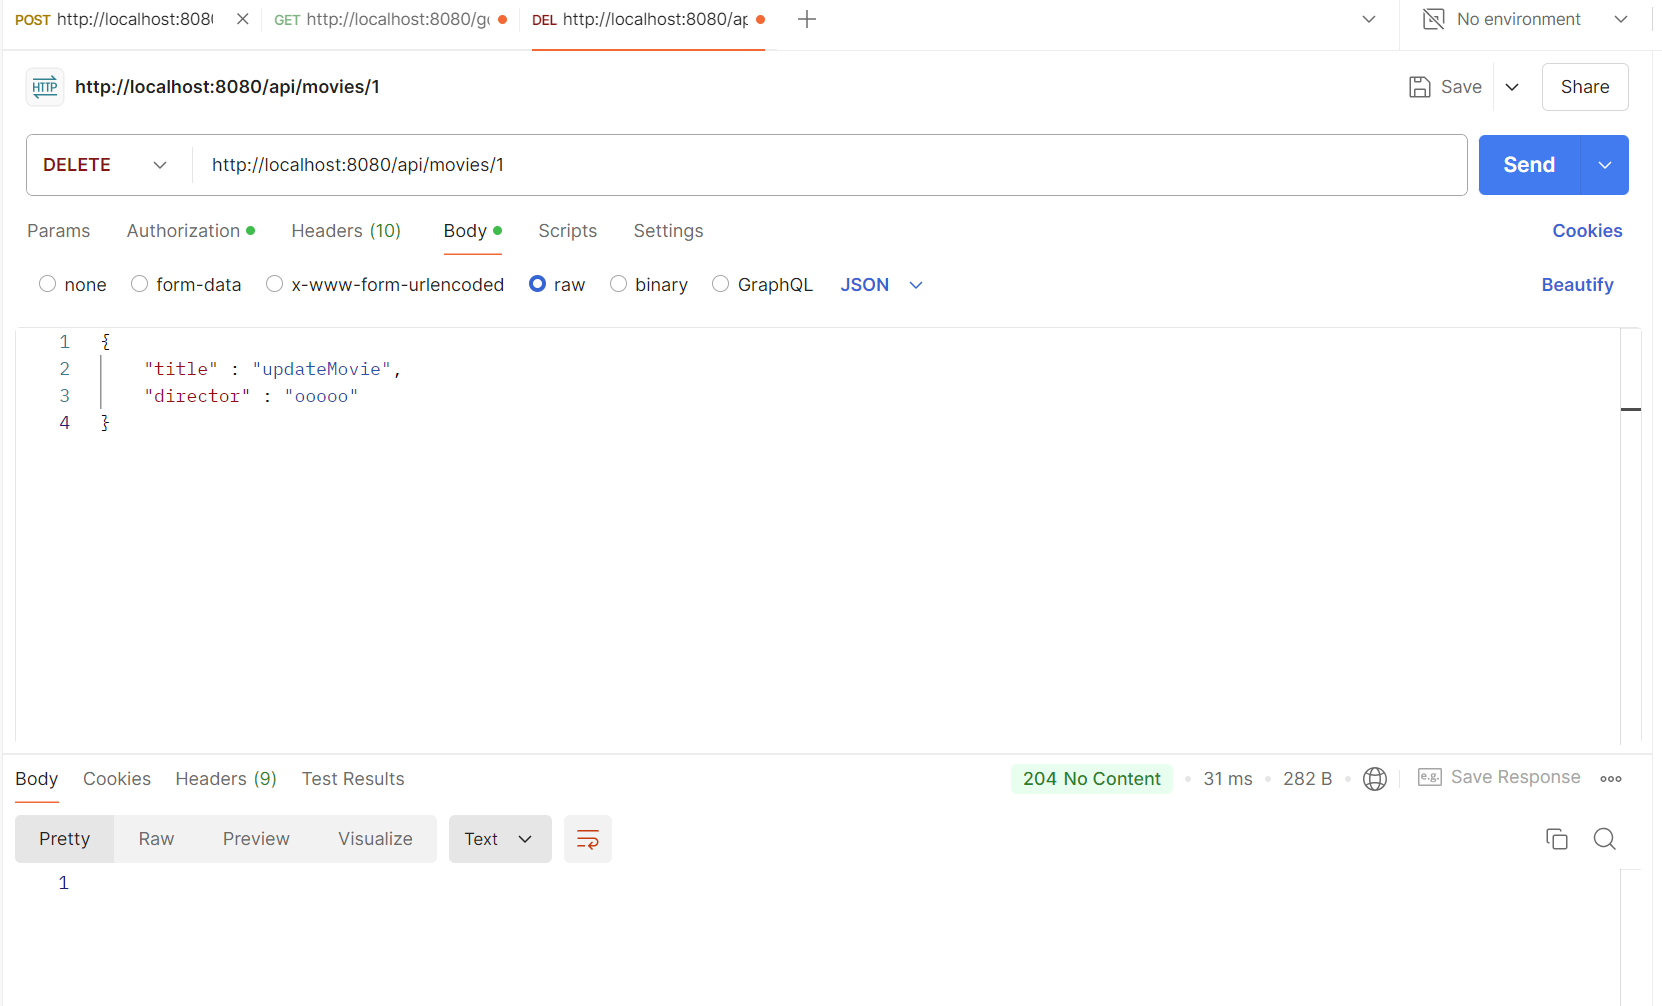 POST http://localhost:808 GET http://localhost:8080/g DEL http://localhost:8080/ap No environment
HTTP http://localhost:8080/api/movies/1 Save Share
DELETE http://localhost:8080/api/movies/1 Send
Params Authorization Headers (10) Body Scripts Settings Cookies
none form-data x-www-form-urlencoded raw binary GraphQL JSON Beautify
1 {
2 "title" : "updateMovie",
3 "director" : "ooooo"
4 }
Body Cookies Headers (9) Test Results 204 No Content 31 ms 282 B e.g. Save Response
Pretty Raw Preview Visualize Text
1